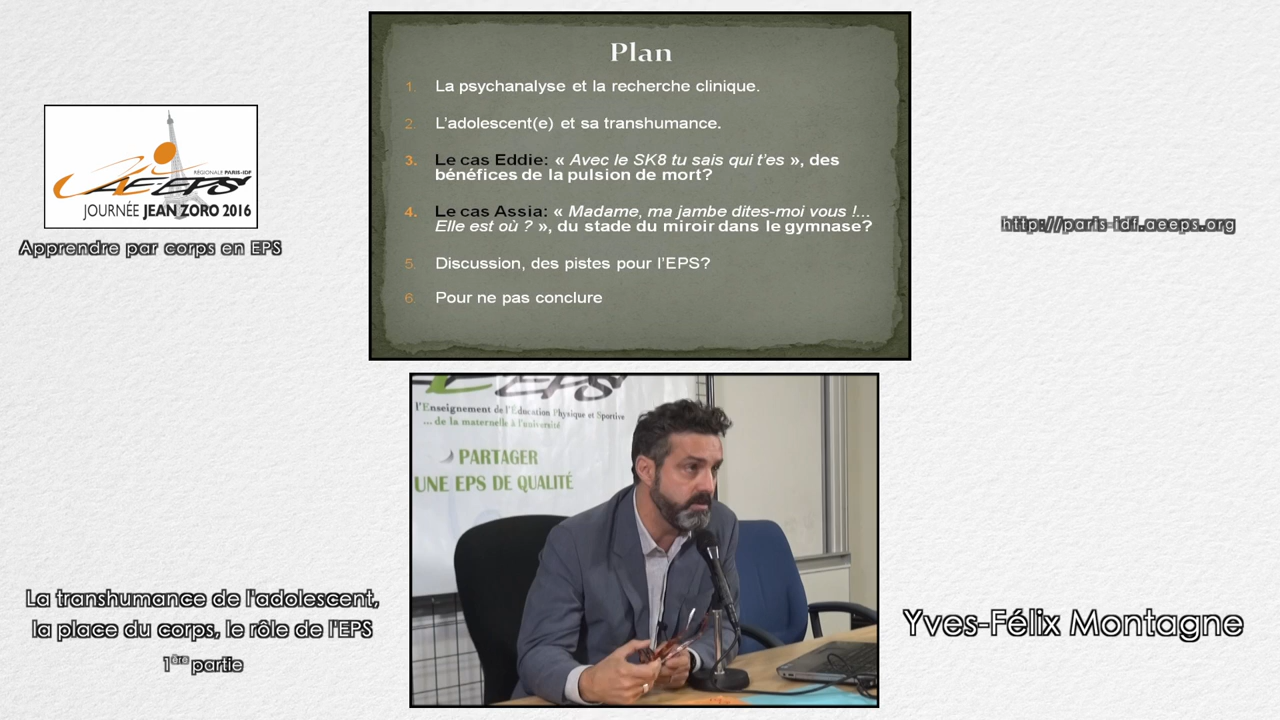 Plan
1. La psychanalyse et la recherche clinique.
2. L'adolescent(e) et sa transhumance.
3. Le cas Eddie: « Avec le SK8 tu sais qui t'es », des
bénéfices de la pulsion de mort?
4. Le cas Assia: « Madame, ma jambe dites-moi vous !...
Elle est où ? », du stade du miroir dans le gymnase?
5. Discussion, des pistes pour l'EPS?
6. Pour ne pas conclure
RÉGIONALE PARIS-IDF
AEEPS
JOURNÉE JEAN ZORO 2016
Apprendre par corps en EPS
http://paris-idf.aeeps.org
l'Enseignement de l'Éducation Physique et Sportive
... de la maternelle à l'université
PARTAGER
UNE EPS DE QUALITÉ
La transhumance de l'adolescent,
la place du corps, le rôle de l'EPS
1ère partie
Yves-Félix Montagne